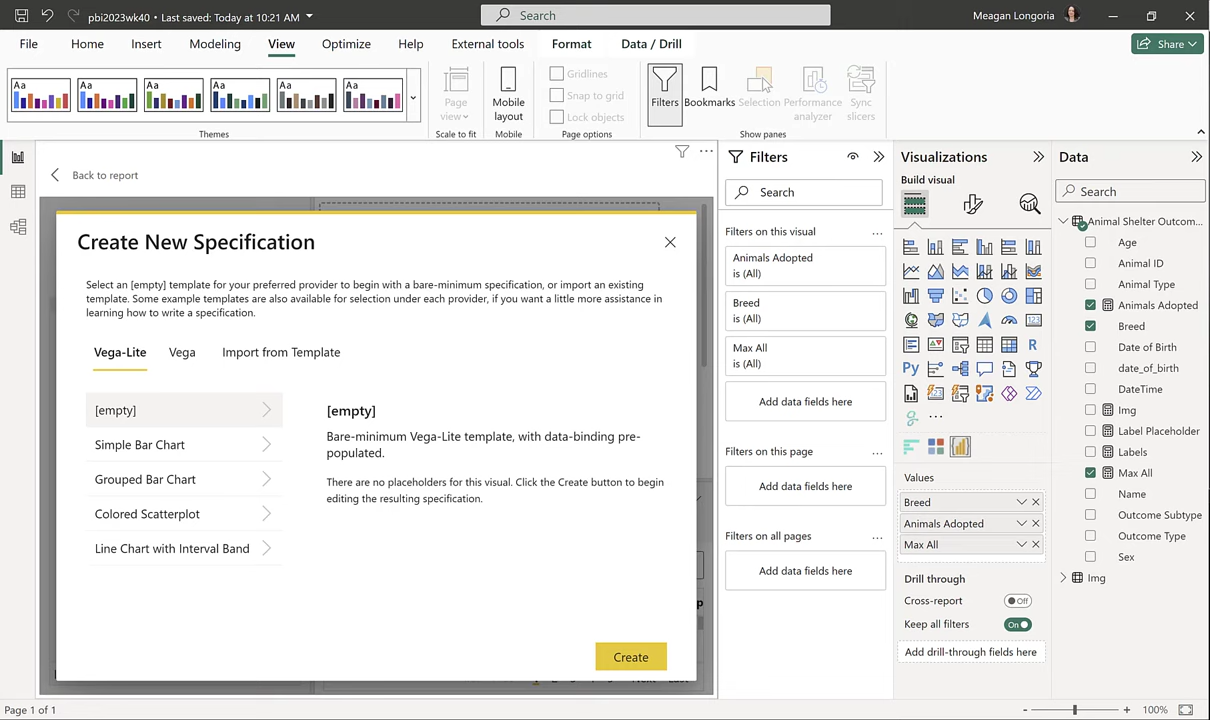 pbi2023wk40 • Last saved: Today at 10:21 AM
Search
Meagan Longoria
File Home Insert Modeling View Optimize Help External tools Format Data / Drill
Share
Aa Aa Aa Aa Aa Aa
Themes
Page view
Scale to fit
Mobile layout
Mobile
Gridlines
Snap to grid
Lock objects
Page options
Filters
Bookmarks
Selection
Performance analyzer
Sync slicers
Show panes
Back to report
Create New Specification
Select an [empty] template for your preferred provider to begin with a bare-minimum specification, or import an existing
template. Some example templates are also available for selection under each provider, if you want a little more assistance in
learning how to write a specification.
Vega-Lite Vega Import from Template
[empty]
Simple Bar Chart
Grouped Bar Chart
Colored Scatterplot
Line Chart with Interval Band
[empty]
Bare-minimum Vega-Lite template, with data-binding pre-
populated.
There are no placeholders for this visual. Click the Create button to begin
editing the resulting specification.
Create
Filters
Search
Filters on this visual ...
Animals Adopted
is (All)
Breed
is (All)
Max All
is (All)
Add data fields here
Filters on this page ...
Add data fields here
Filters on all pages ...
Add data fields here
Visualizations
Build visual
123
R
Py
...
Values
Breed
Animals Adopted
Max All
Drill through
Cross-report Off
Keep all filters On
Add drill-through fields here
Data
Search
Animal Shelter Outcom...
Age
Animal ID
Animal Type
Animals Adopted
Breed
Date of Birth
date_of_birth
DateTime
Img
Label Placeholder
Labels
Max All
Name
Outcome Subtype
Outcome Type
Sex
Img
Page 1 of 1
- + 100%